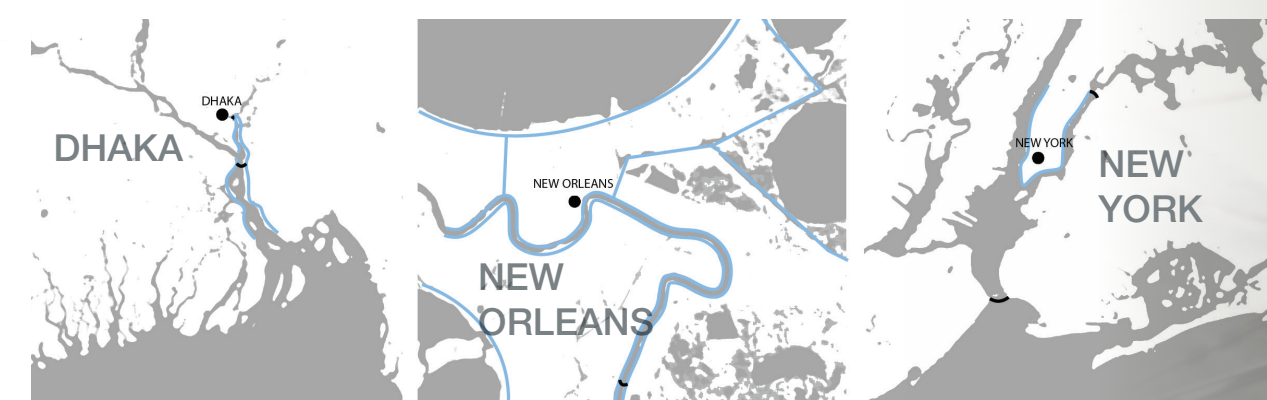 DHAKA
DHAKA
NEW ORLEANS
NEW
ORLEANS
NEW YORK
NEW
YORK